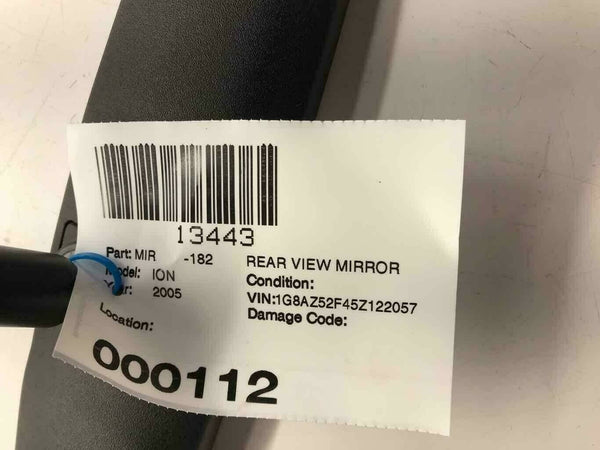 13443
Part: MIR -182 REAR VIEW MIRROR
Model: ION Condition:
Year: 2005 VIN:1G8AZ52F45Z122057
Location: Damage Code:
000112